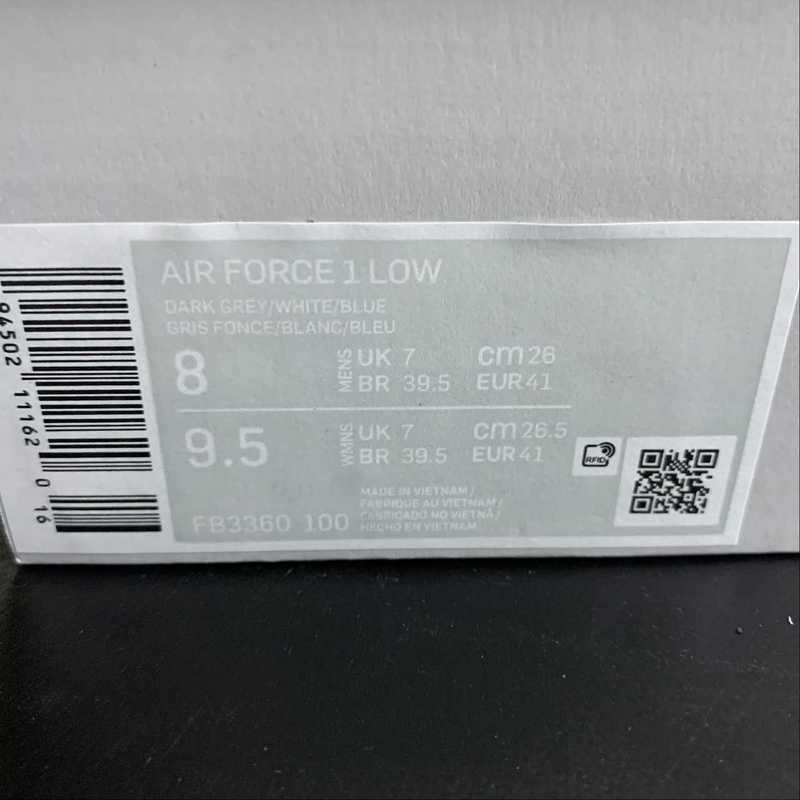 AIR FORCE 1 LOW
DARK GREY/WHITE/BLUE
GRIS FONCE/BLANC/BLEU
8
MENS
UK 7 cm 26
BR 39.5 EUR 41
9.5
WMNS
UK 7 cm 26.5
BR 39.5 EUR 41
RFID
FB3360 100
MADE IN VIETNAM /
FABRIQUE AU VIETNAM /
FABRICADO NO VIETNÃ /
HECHO EN VIETNAM
94502 11162 0 16